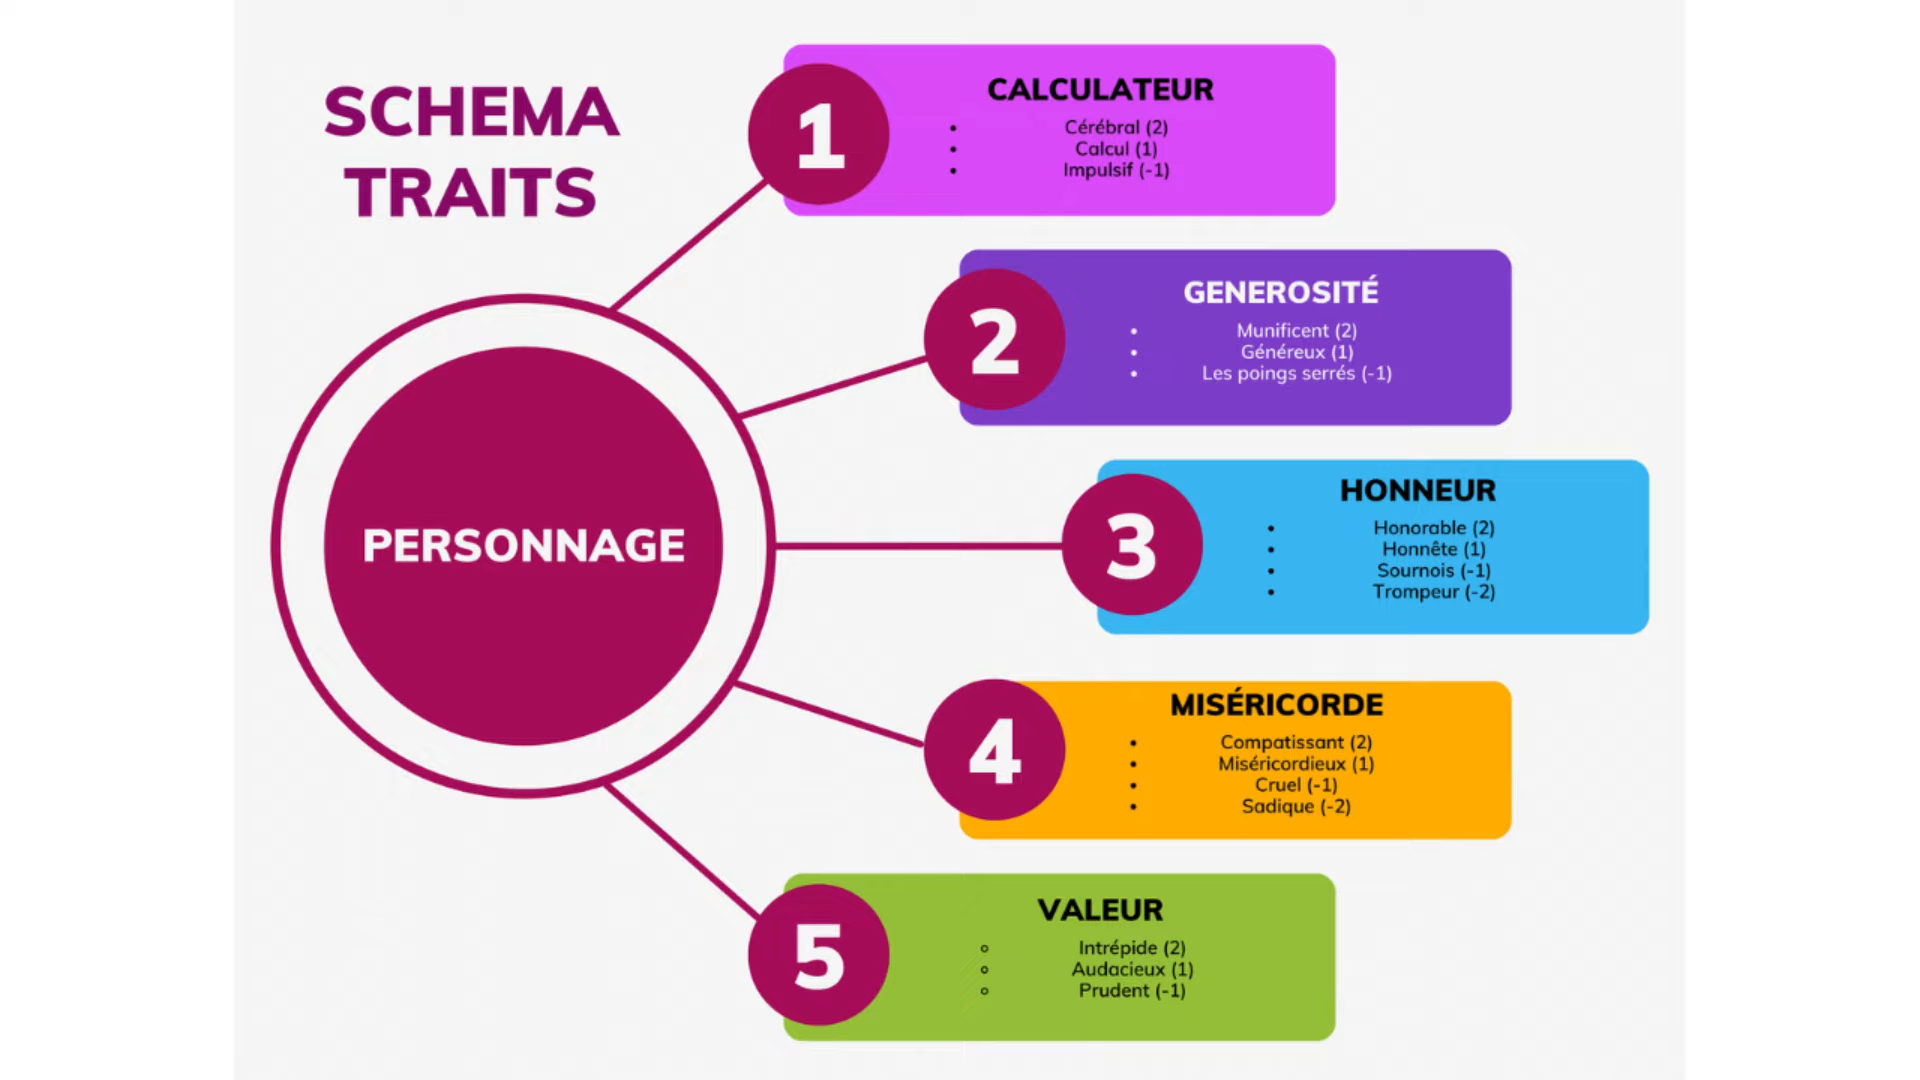 SCHEMA
TRAITS
PERSONNAGE
1
CALCULATEUR
Cérébral (2)
Calcul (1)
Impulsif (-1)
2
GENEROSITÉ
Munificent (2)
Généreux (1)
Les poings serrés (-1)
3
HONNEUR
Honorable (2)
Honnête (1)
Sournois (-1)
Trompeur (-2)
4
MISÉRICORDE
Compatissant (2)
Miséricordieux (1)
Cruel (-1)
Sadique (-2)
5
VALEUR
Intrépide (2)
Audacieux (1)
Prudent (-1)